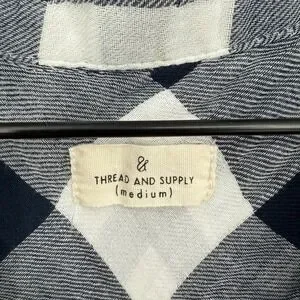 &
THREAD AND SUPPLY
(medium)